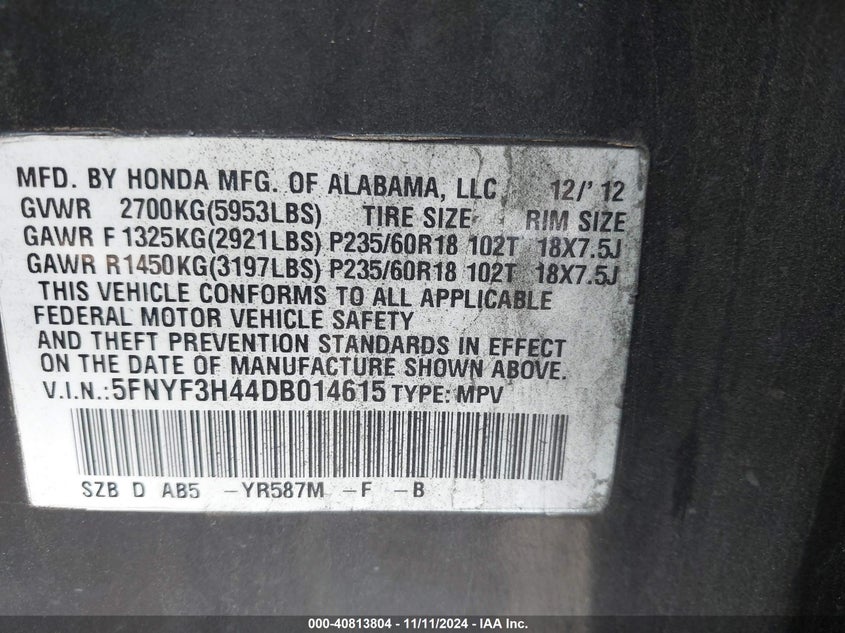 MFD. BY HONDA MFG. OF ALABAMA, LLC 12/'12
GVWR 2700KG(5953LBS) TIRE SIZE RIM SIZE
GAWR F 1325KG(2921LBS) P235/60R18 102T 18X7.5J
GAWR R1450KG(3197LBS) P235/60R18 102T 18X7.5J
THIS VEHICLE CONFORMS TO ALL APPLICABLE
FEDERAL MOTOR VEHICLE SAFETY
AND THEFT PREVENTION STANDARDS IN EFFECT
ON THE DATE OF MANUFACTURE SHOWN ABOVE.
V.I.N.:5FNYF3H44DB014615 TYPE: MPV
SZB D AB5 -YR587M -F -B
000-40813804 - 11/11/2024 - IAA Inc.